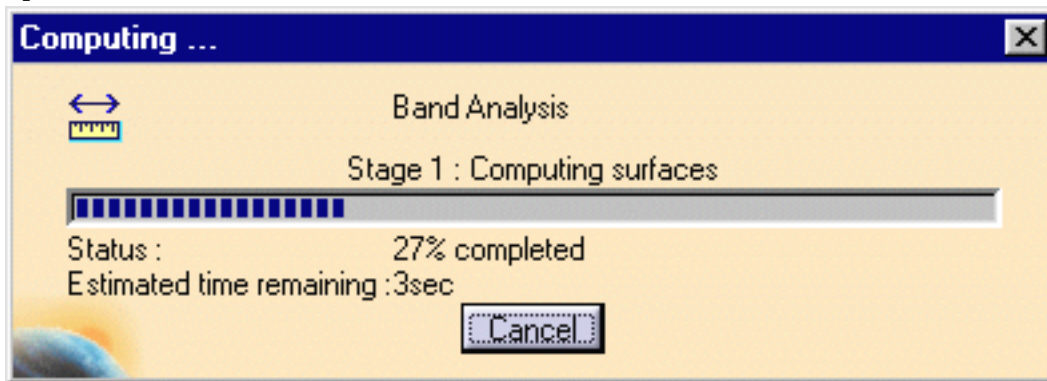 Computing ...
Band Analysis
Stage 1 : Computing surfaces
Status : 27% completed
Estimated time remaining :3sec
Cancel